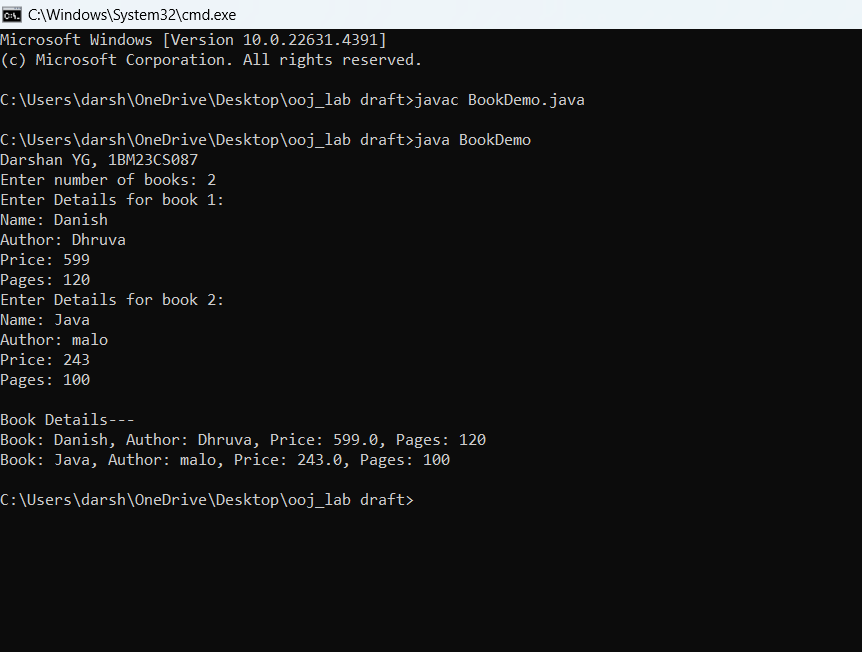 C:\Windows\System32\cmd.exe
Microsoft Windows [Version 10.0.22631.4391]
(c) Microsoft Corporation. All rights reserved.
C:\Users\darsh\OneDrive\Desktop\ooj_lab draft>javac BookDemo.java
C:\Users\darsh\OneDrive\Desktop\ooj_lab draft>java BookDemo
Darshan YG, 1BM23CS087
Enter number of books: 2
Enter Details for book 1:
Name: Danish
Author: Dhruva
Price: 599
Pages: 120
Enter Details for book 2:
Name: Java
Author: malo
Price: 243
Pages: 100
Book Details---
Book: Danish, Author: Dhruva, Price: 599.0, Pages: 120
Book: Java, Author: malo, Price: 243.0, Pages: 100
C:\Users\darsh\OneDrive\Desktop\ooj_lab draft>